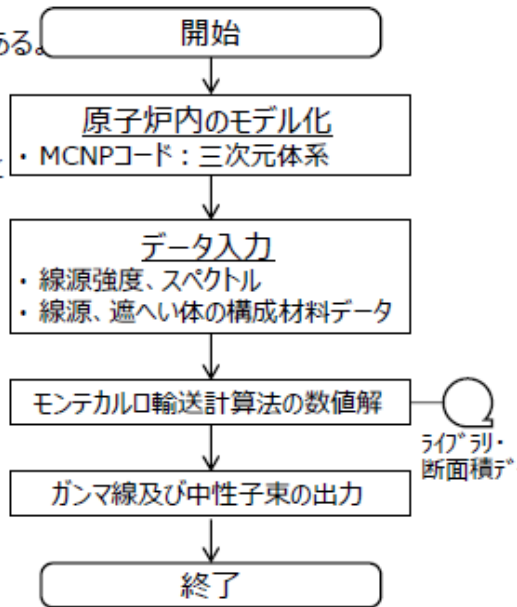 ある。
開始
原子炉内のモデル化
・MCNPコード：三次元体系
データ入力
・線源強度、スペクトル
・線源、遮へい体の構成材料データ
モンテカルロ輸送計算法の数値解
ライブラリ・
断面積デ
ガンマ線及び中性子束の出力
終了